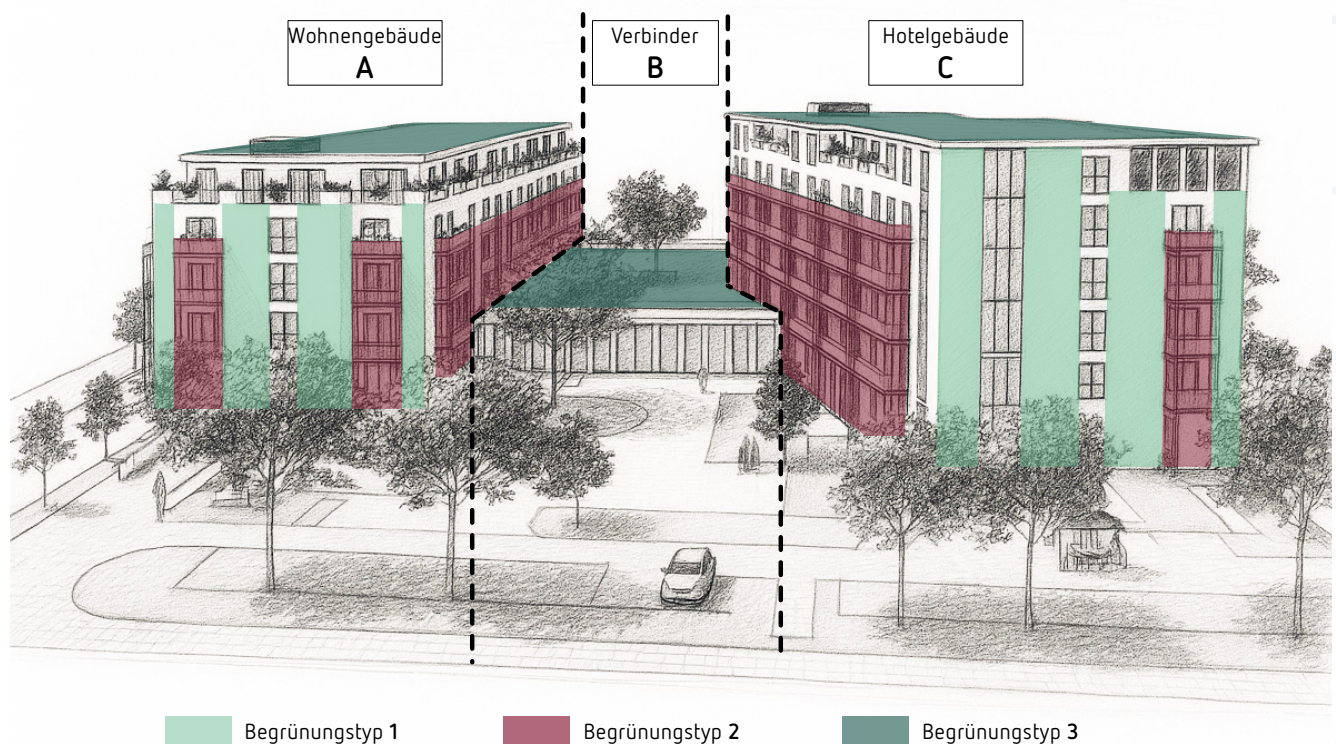 Wohnengebäude
A
Verbinder
B
Hotelgebäude
C
Begrünungstyp 1
Begrünungstyp 2
Begrünungstyp 3